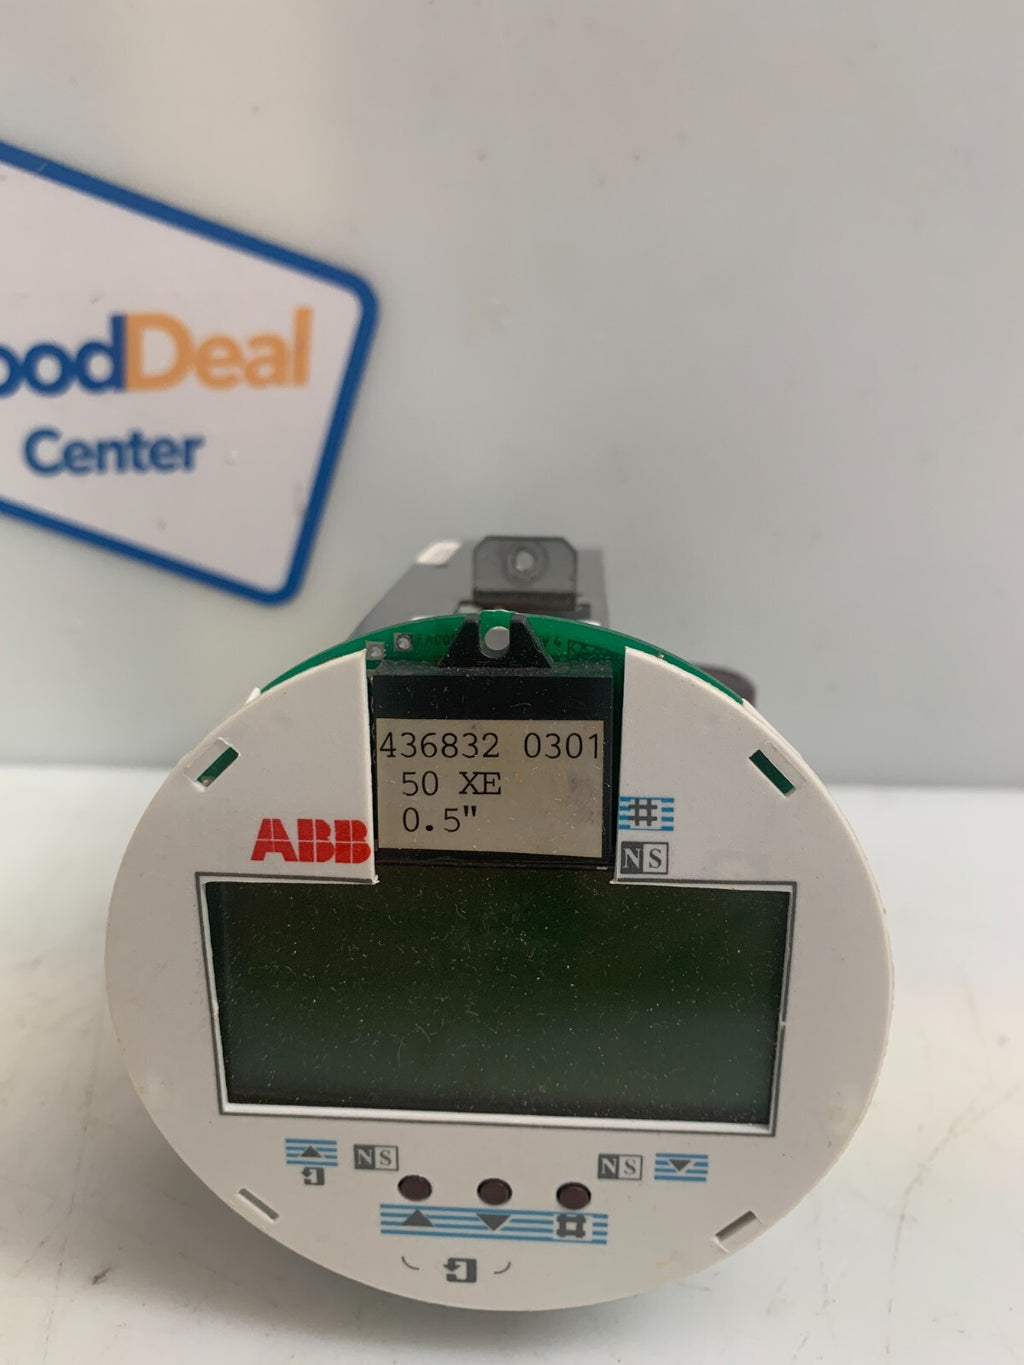 oodDeal
Center
436832 0301
50 XE
0.5"
ABB
#
NS
NS
NS